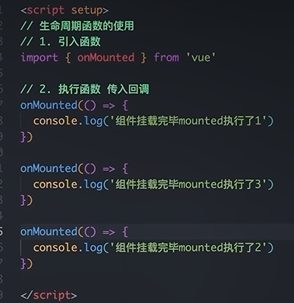 <script setup>
// 生命周期函数的使用
// 1. 引入函数
import { onMounted } from 'vue'
// 2. 执行函数 传入回调
onMounted(() => {
console.log('组件挂载完毕mounted执行了1')
})
onMounted(() => {
console.log('组件挂载完毕mounted执行了3')
})
onMounted(() => {
console.log('组件挂载完毕mounted执行了2')
})
</script>